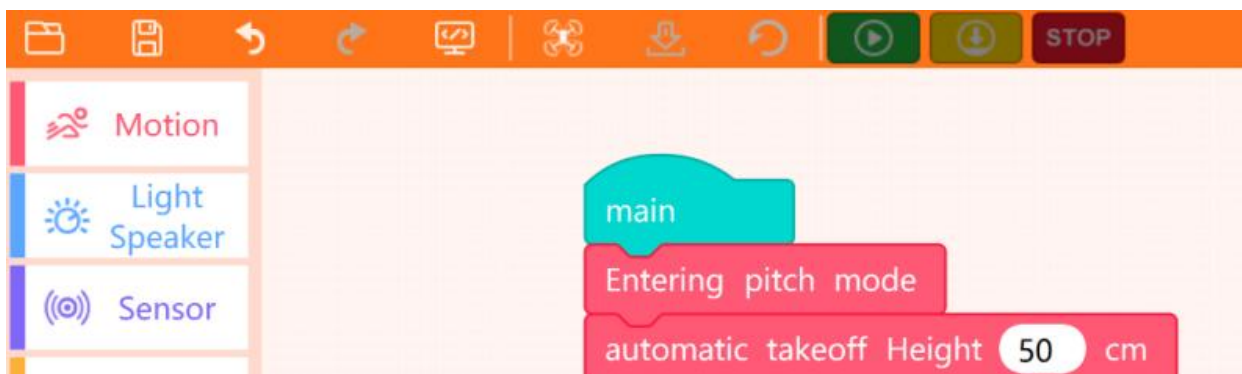 STOP
Motion
Light
Speaker
Sensor
main
Entering pitch mode
automatic takeoff Height 50 cm